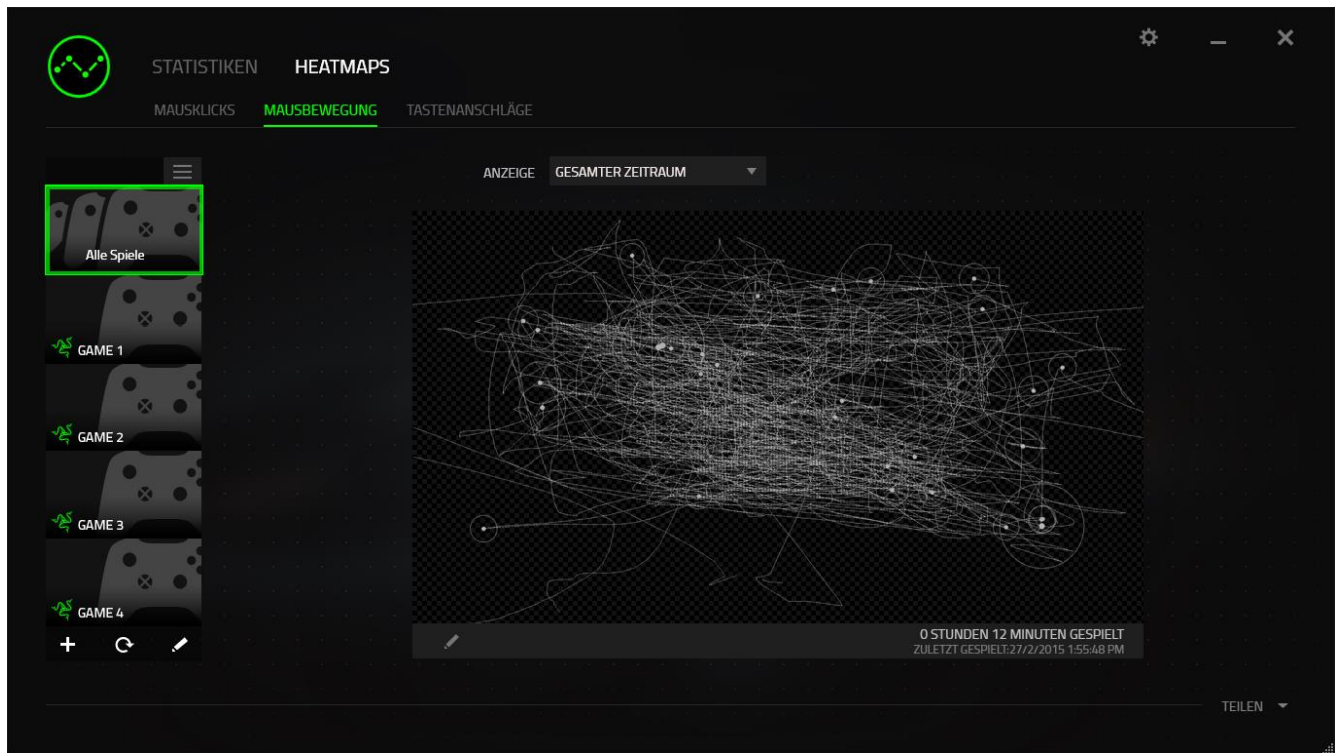 STATISTIKEN HEATMAPS
MAUSKLICKS MAUSBEWEGUNG TASTENANSCHLÄGE
ANZEIGE GESAMTER ZEITRAUM
Alle Spiele
GAME 1
GAME 2
GAME 3
GAME 4
0 STUNDEN 12 MINUTEN GESPIELT
ZULETZT GESPIELT:27/2/2015 1:55:48 PM
TEILEN